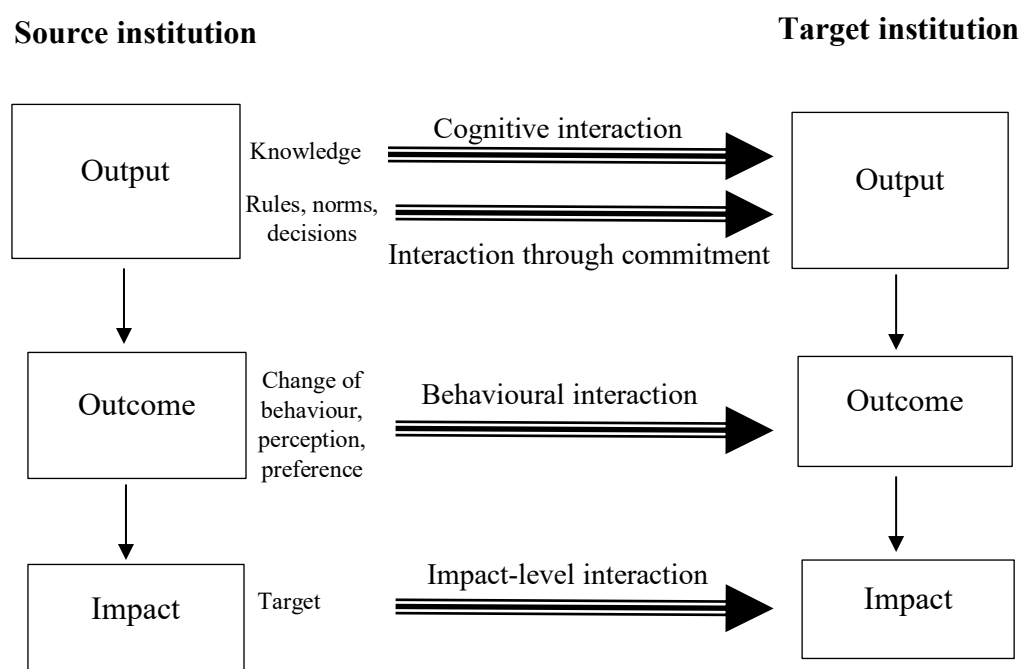 Source institution
Target institution
Output
Knowledge
Cognitive interaction
Rules, norms,
decisions
Interaction through commitment
Output
Outcome
Change of
behaviour,
perception,
preference
Behavioural interaction
Outcome
Impact
Target
Impact-level interaction
Impact